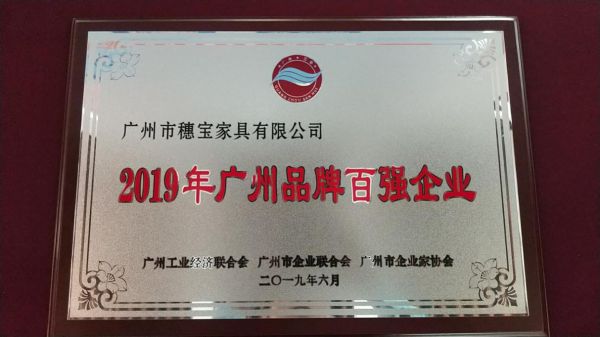 广州市穗宝家具有限公司
2019年广州品牌百强企业
广州工业经济联合会 广州市企业联合会 广州市企业家协会
二〇一九年六月